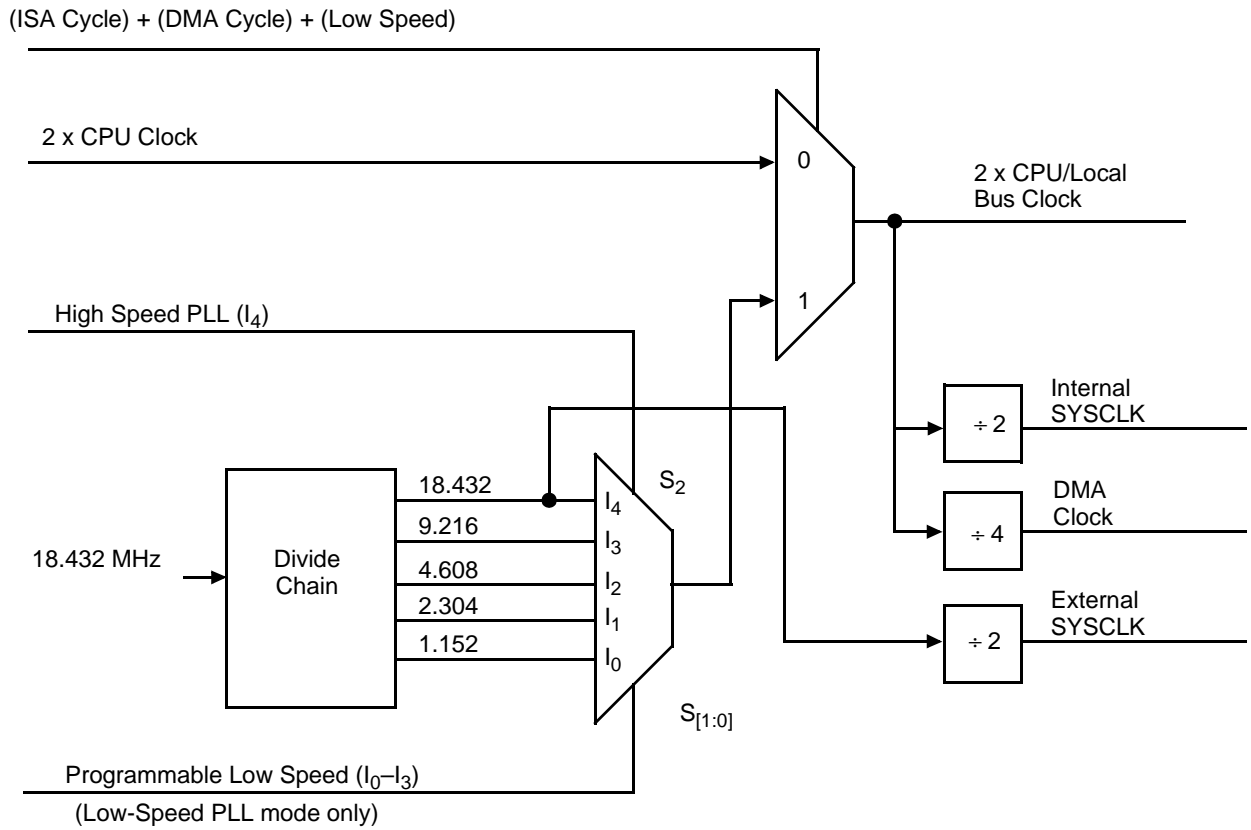 (ISA Cycle) + (DMA Cycle) + (Low Speed)
2 x CPU Clock
0
2 x CPU/Local
Bus Clock
1
High Speed PLL (I4)
Internal
SYSCLK
÷ 2
DMA
Clock
÷ 4
External
SYSCLK
÷ 2
18.432 MHz
Divide
Chain
18.432
9.216
4.608
2.304
1.152
I4
I3
I2
I1
I0
S2
S[1:0]
Programmable Low Speed (I0–I3)
(Low-Speed PLL mode only)